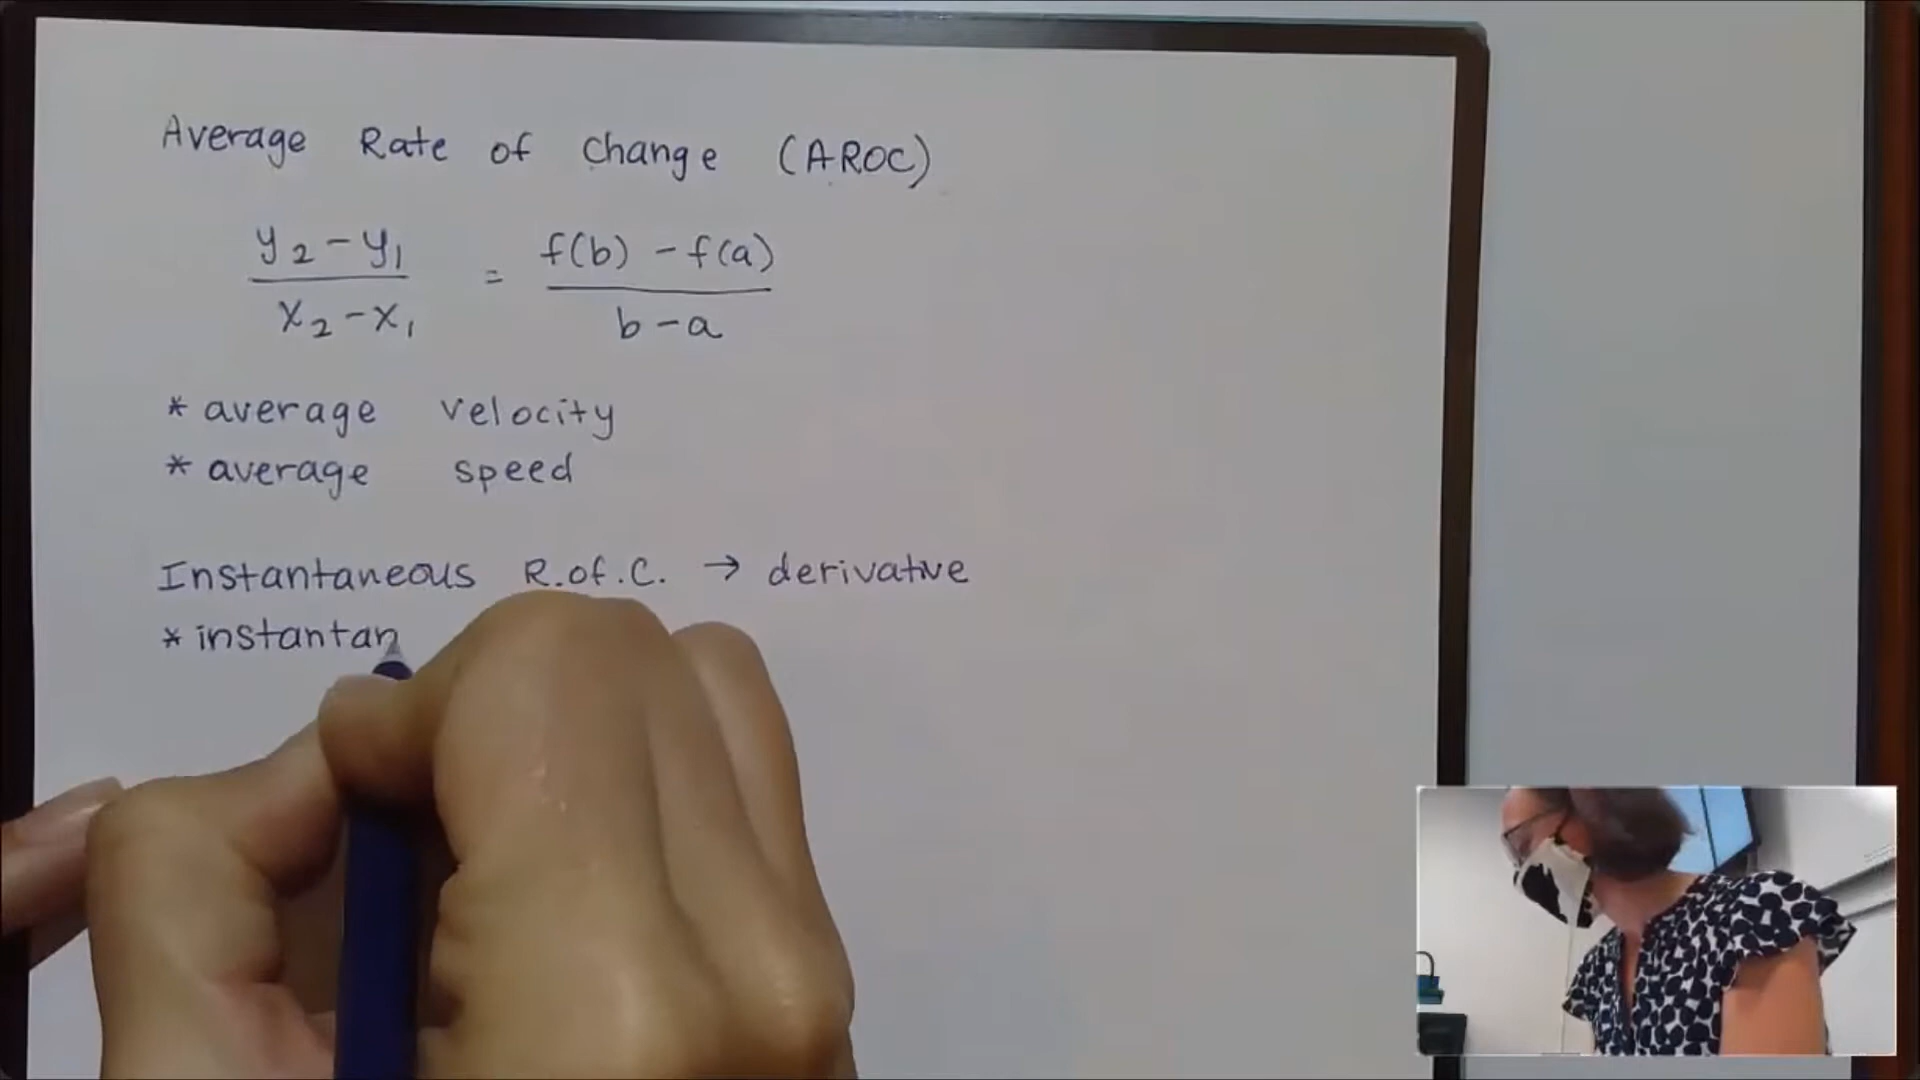 Average Rate of Change (AROC)
y₂-y₁ / x₂-x₁ = f(b) - f(a) / b-a
* average velocity
* average speed
Instantaneous R.of.C. → derivative
* instantan